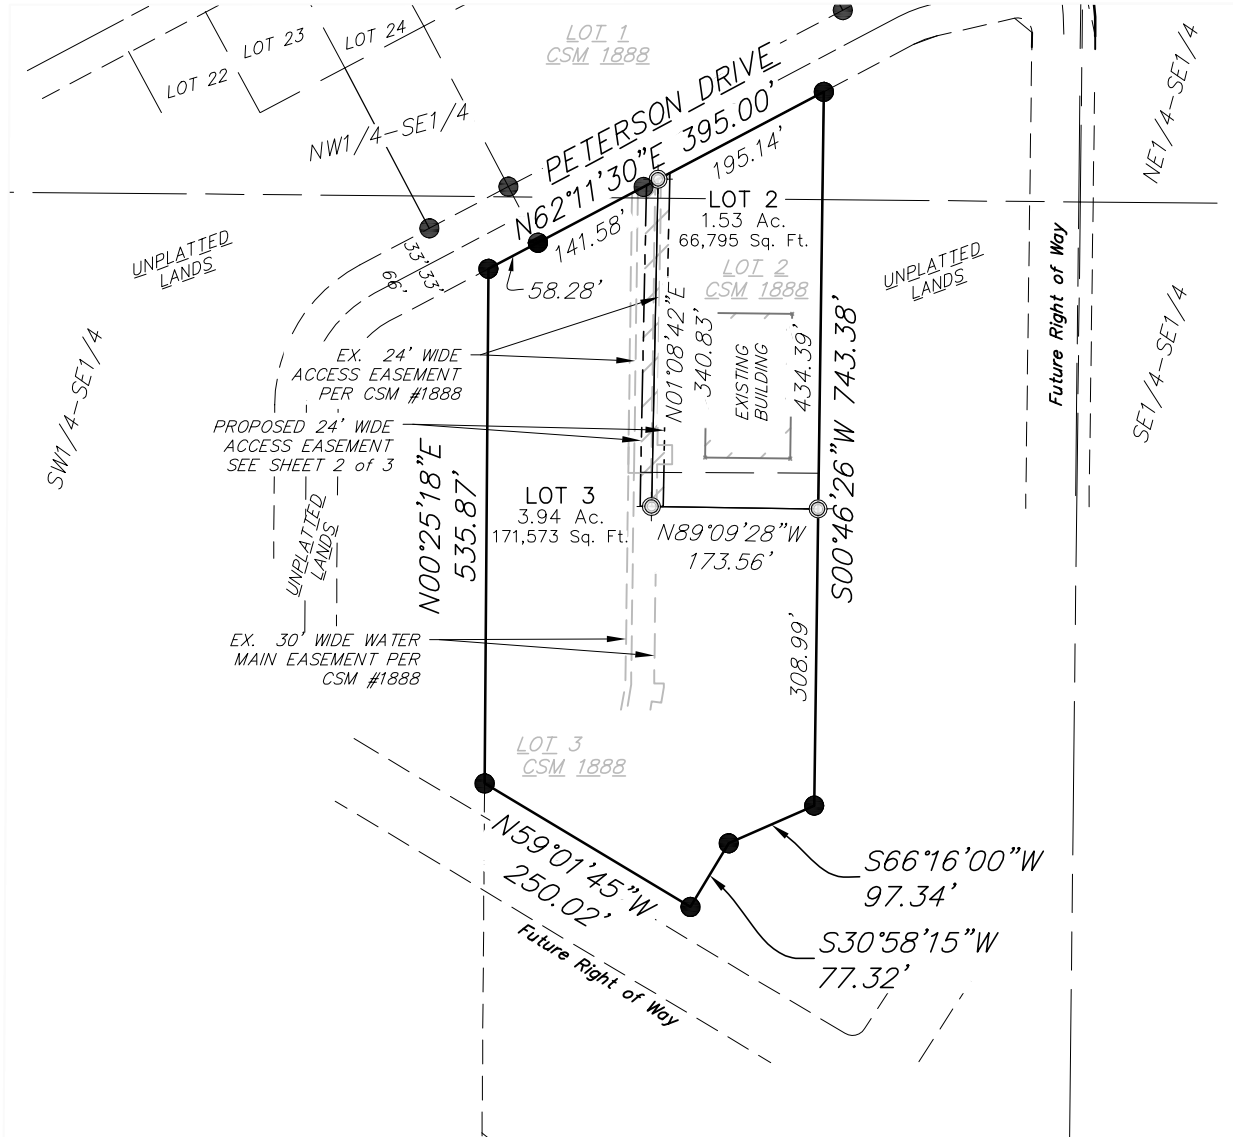 LOT 1
CSM 1888
LOT 23
LOT 24
LOT 22
NW1/4-SE1/4
NE1/4-SE1/4
PETERSON DRIVE
N62°11'30"E 395.00'
195.14'
141.58'
58.28'
33' 33'
66'
LOT 2
1.53 Ac.
66,795 Sq. Ft.
LOT 2
CSM 1888
UNPLATTED
LANDS
UNPLATTED
LANDS
Future Right of Way
SW1/4-SE1/4
SE1/4-SE1/4
EX. 24' WIDE
ACCESS EASEMENT
PER CSM #1888
PROPOSED 24' WIDE
ACCESS EASEMENT
SEE SHEET 2 of 3
N01°08'42"E
340.83'
EXISTING
BUILDING
434.39'
S00°46'26"W 743.38'
N00°25'18"E
535.87'
LOT 3
3.94 Ac.
171,573 Sq. Ft.
N89°09'28"W
173.56'
UNPLATTED
LANDS
EX. 30' WIDE WATER
MAIN EASEMENT PER
CSM #1888
308.99'
LOT 3
CSM 1888
N59°01'45"W
250.02'
S66°16'00"W
97.34'
S30°58'15"W
77.32'
Future Right of Way